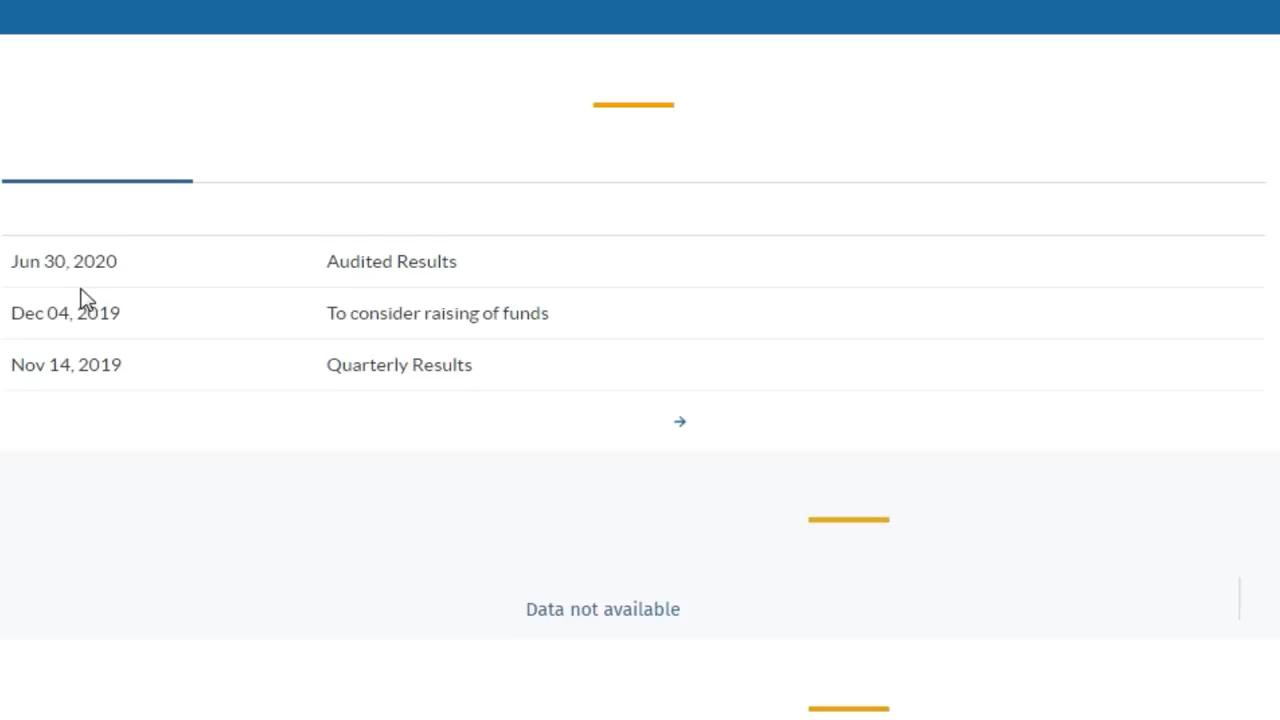 Jun 30, 2020 Audited Results
Dec 04, 2019 To consider raising of funds
Nov 14, 2019 Quarterly Results
→
Data not available